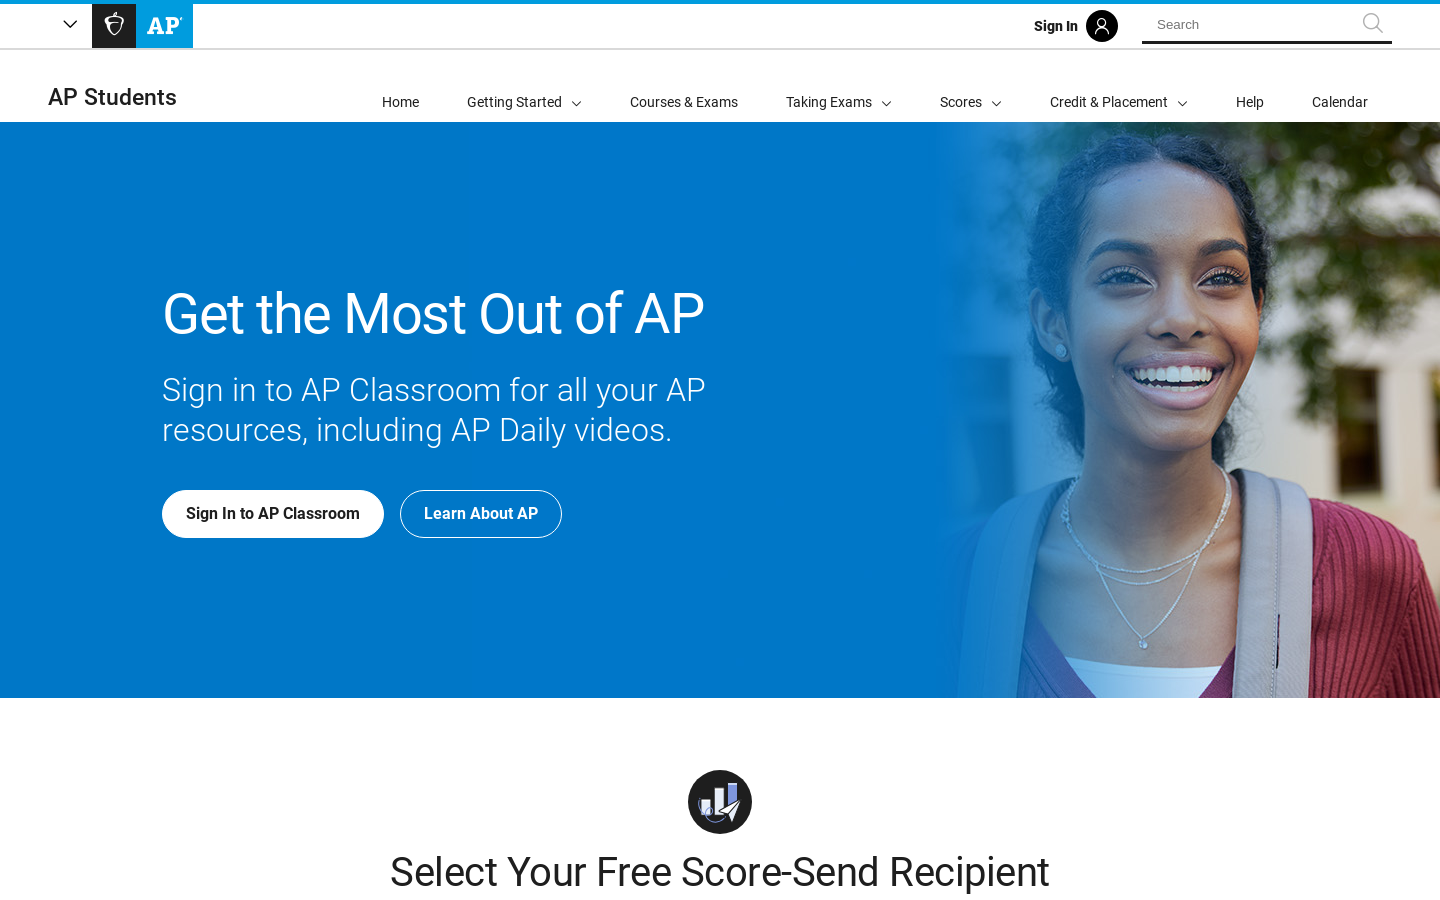 AP
Sign In
Search
AP Students
Home
Getting Started
Courses & Exams
Taking Exams
Scores
Credit & Placement
Help
Calendar
Get the Most Out of AP
Sign in to AP Classroom for all your AP
resources, including AP Daily videos.
Sign In to AP Classroom
Learn About AP
Select Your Free Score-Send Recipient